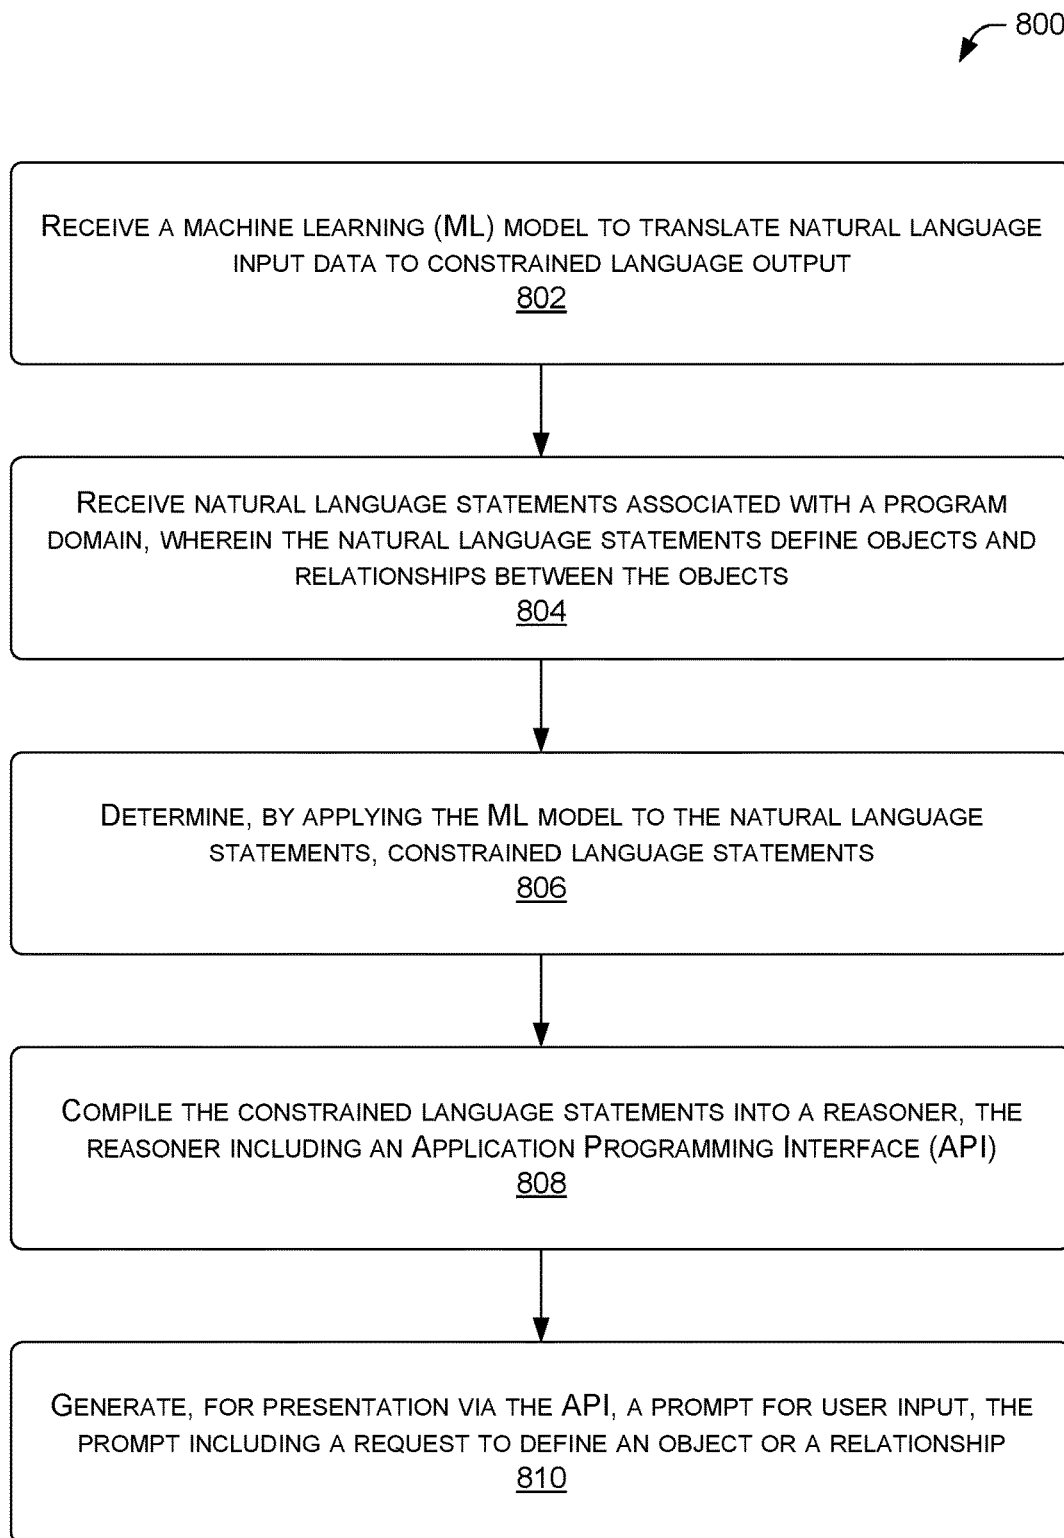 800
RECEIVE A MACHINE LEARNING (ML) MODEL TO TRANSLATE NATURAL LANGUAGE
INPUT DATA TO CONSTRAINED LANGUAGE OUTPUT
802
RECEIVE NATURAL LANGUAGE STATEMENTS ASSOCIATED WITH A PROGRAM
DOMAIN, WHEREIN THE NATURAL LANGUAGE STATEMENTS DEFINE OBJECTS AND
RELATIONSHIPS BETWEEN THE OBJECTS
804
DETERMINE, BY APPLYING THE ML MODEL TO THE NATURAL LANGUAGE
STATEMENTS, CONSTRAINED LANGUAGE STATEMENTS
806
COMPILE THE CONSTRAINED LANGUAGE STATEMENTS INTO A REASONER, THE
REASONER INCLUDING AN APPLICATION PROGRAMMING INTERFACE (API)
808
GENERATE, FOR PRESENTATION VIA THE API, A PROMPT FOR USER INPUT, THE
PROMPT INCLUDING A REQUEST TO DEFINE AN OBJECT OR A RELATIONSHIP
810